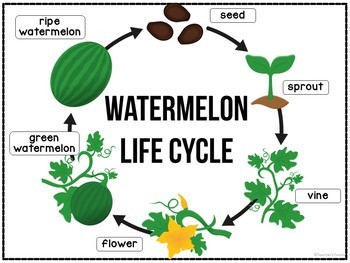 seed
sprout
vine
flower
green
watermelon
ripe
watermelon
WATERMELON
LIFE CYCLE